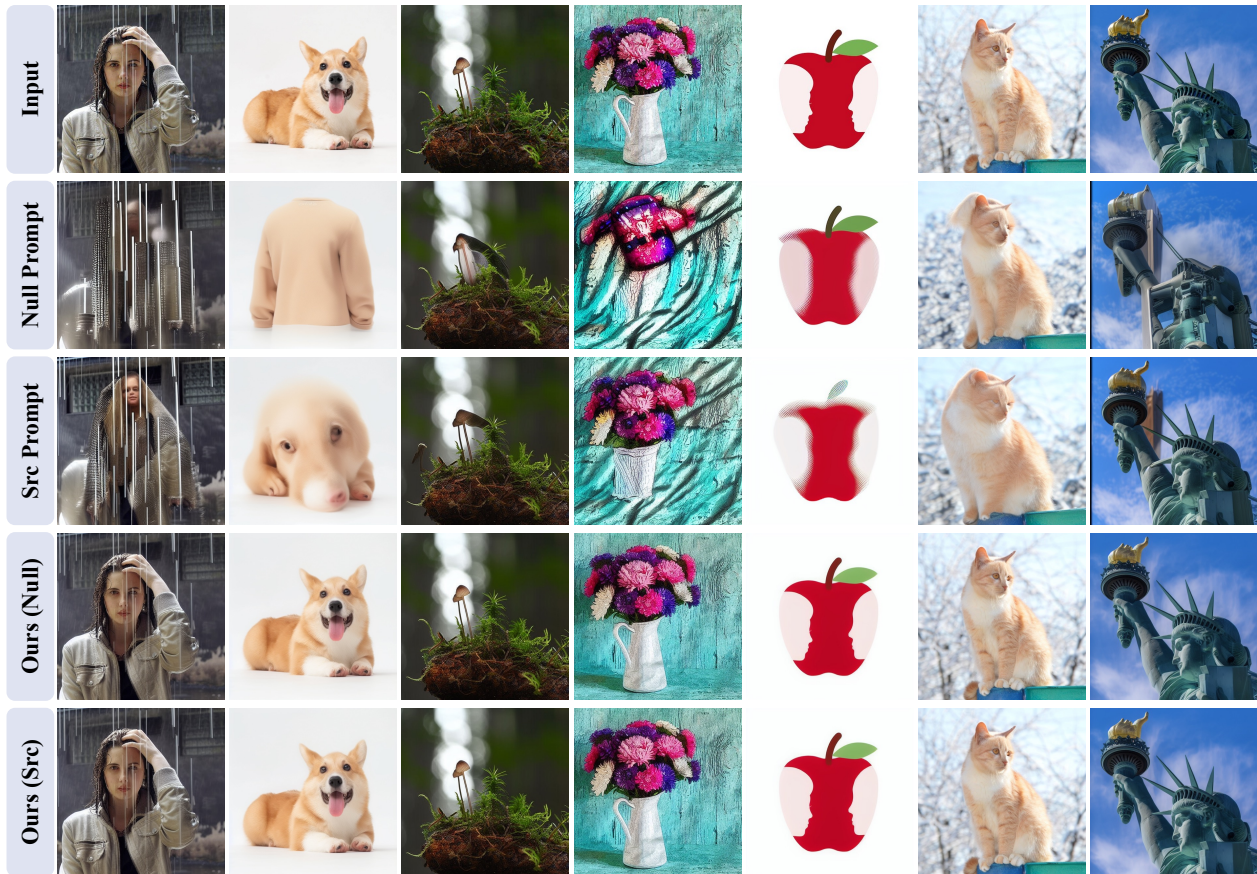 Input
Null Prompt
Src Prompt
Ours (Null)
Ours (Src)